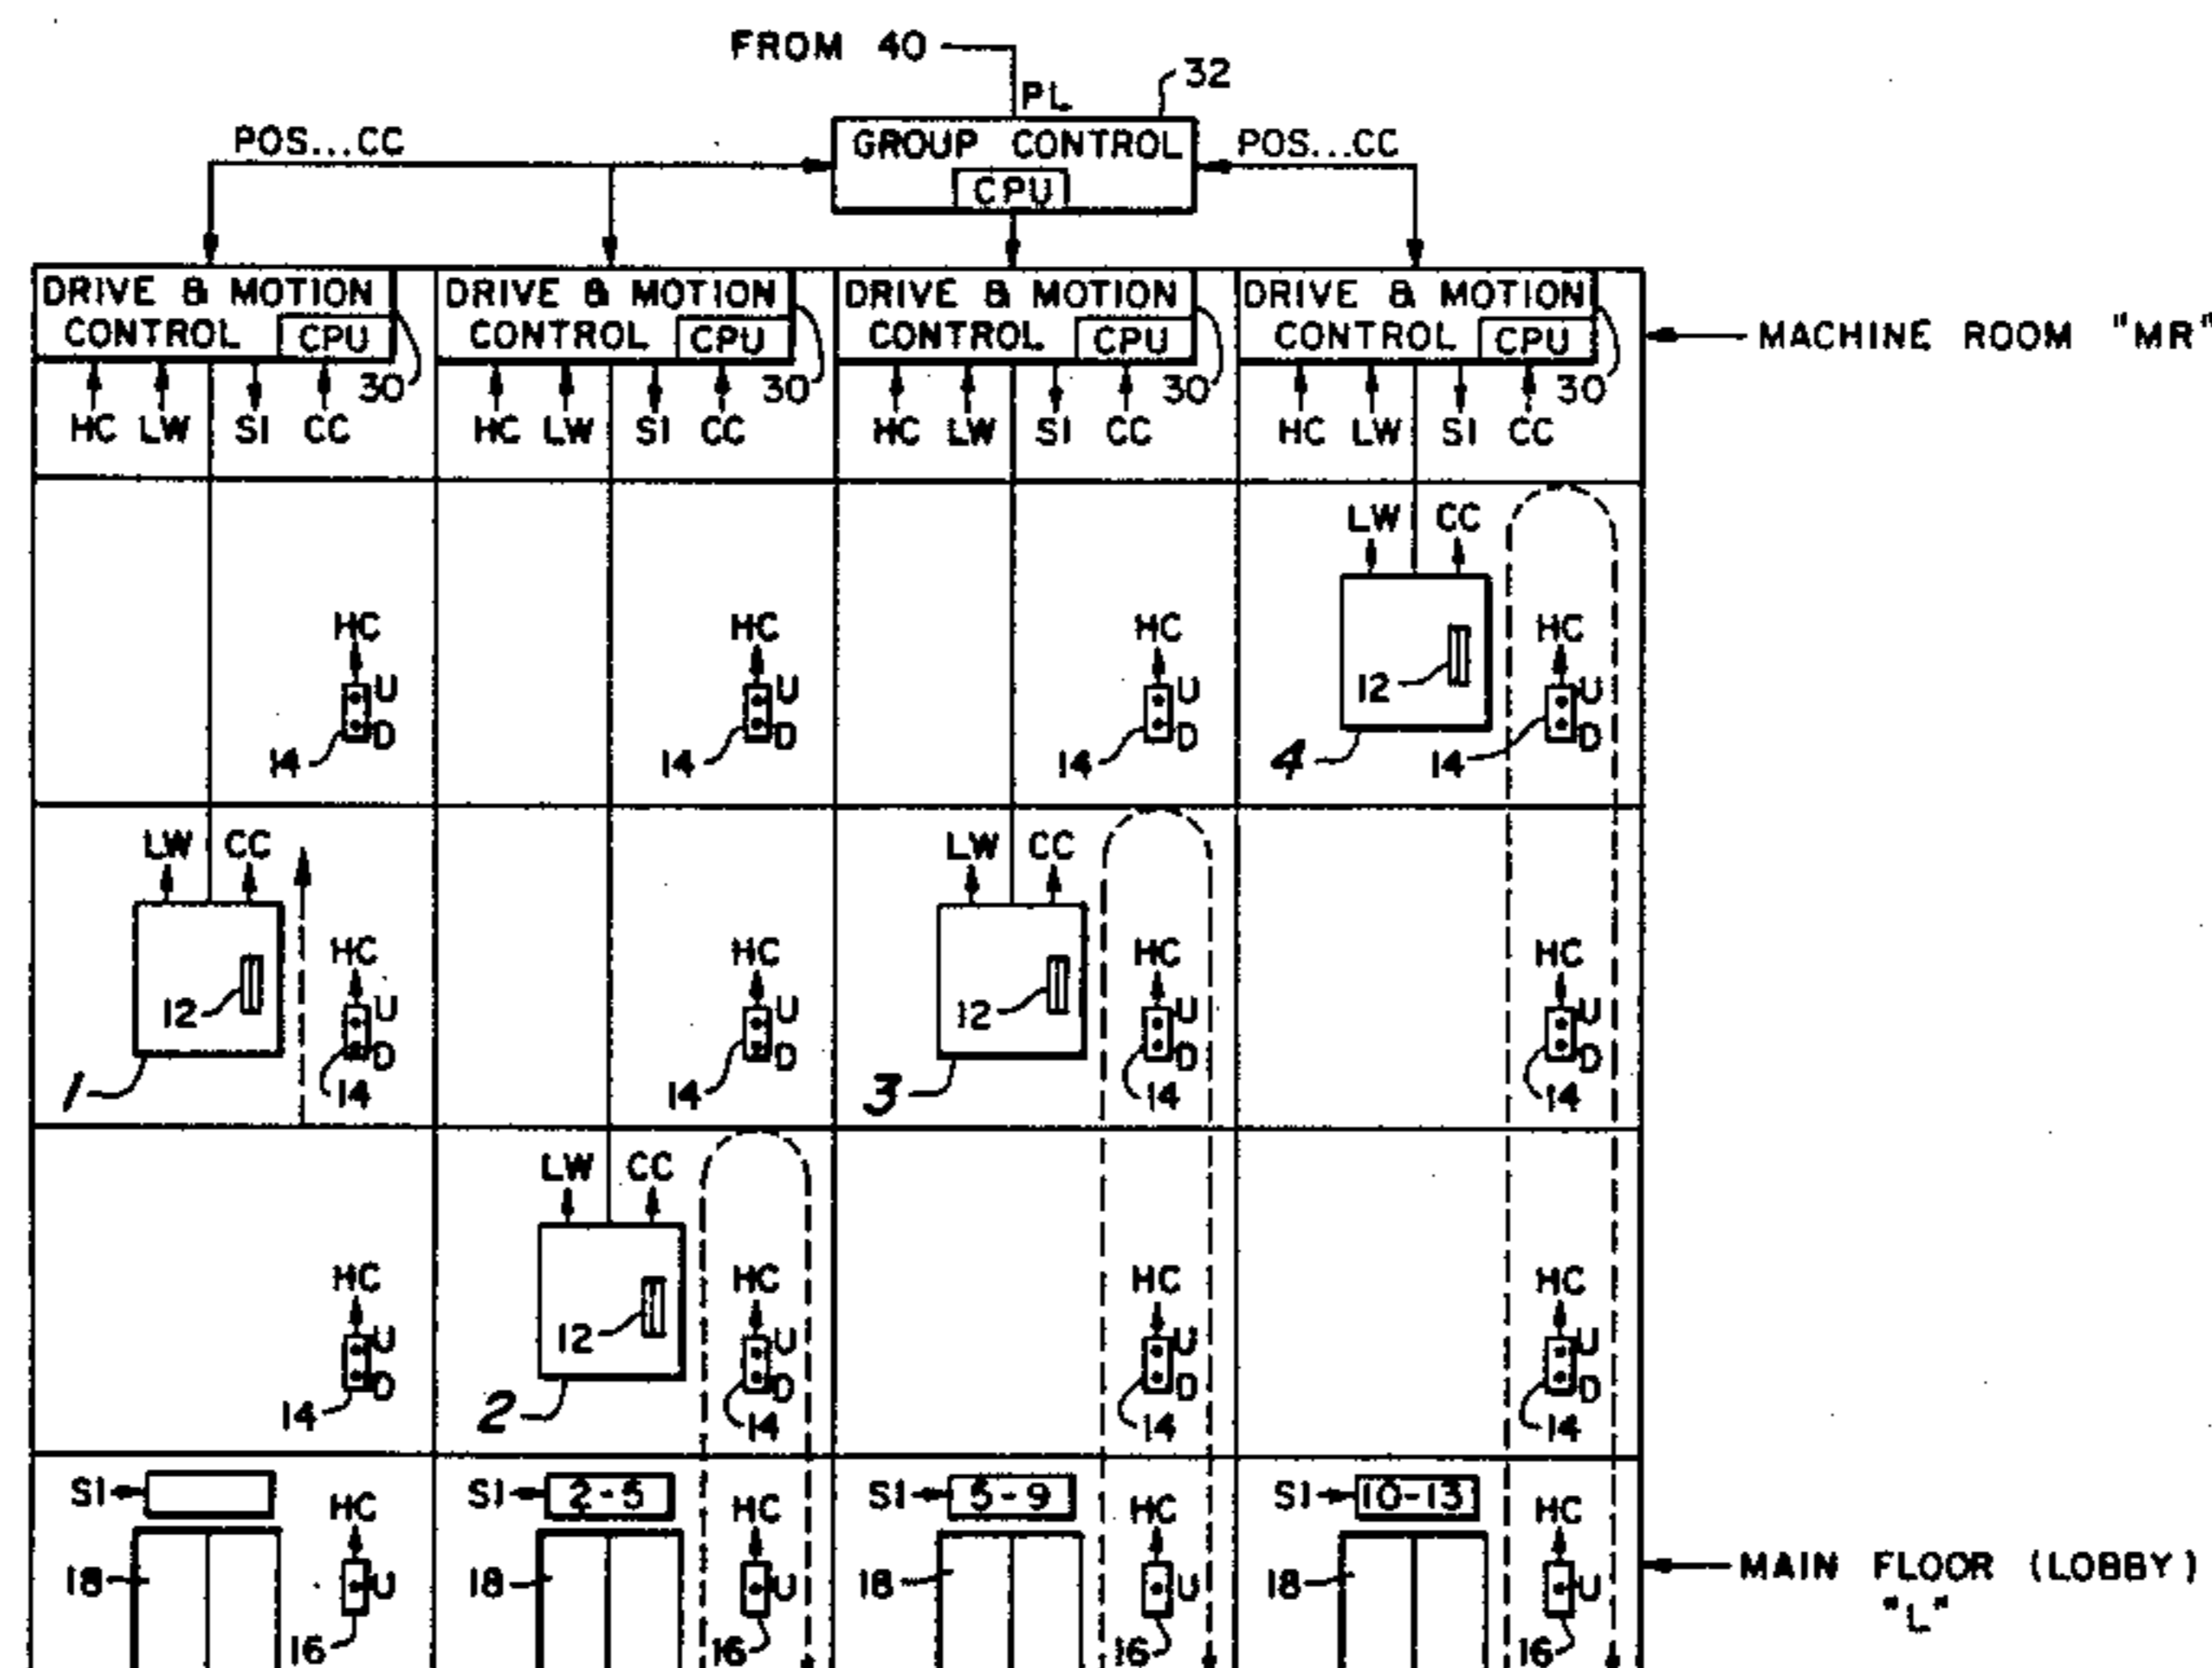 FROM 40
PL
32
POS...CC
GROUP CONTROL
POS...CC
CPU
DRIVE & MOTION CONTROL CPU
DRIVE & MOTION CONTROL CPU
DRIVE & MOTION CONTROL CPU
DRIVE & MOTION CONTROL CPU
MACHINE ROOM "MR"
30 30 30 30
HC LW SI CC HC LW SI CC HC LW SI CC HC LW SI CC
LW CC
HC HC HC HC
12
U U U U
D D D D
14 14 14 4 14
LW CC LW CC
HC HC HC HC
12 12
U U U U
D D D D
1 14 14 3 14 14
LW CC
HC HC HC HC
12
U U U U
D D D D
14 2 14 14 14
SI SI 2-5 SI 5-9 SI 10-13
HC HC HC HC
18 U 18 U 18 U 18 U
MAIN FLOOR (LOBBY)
"L"
16 16 16 16